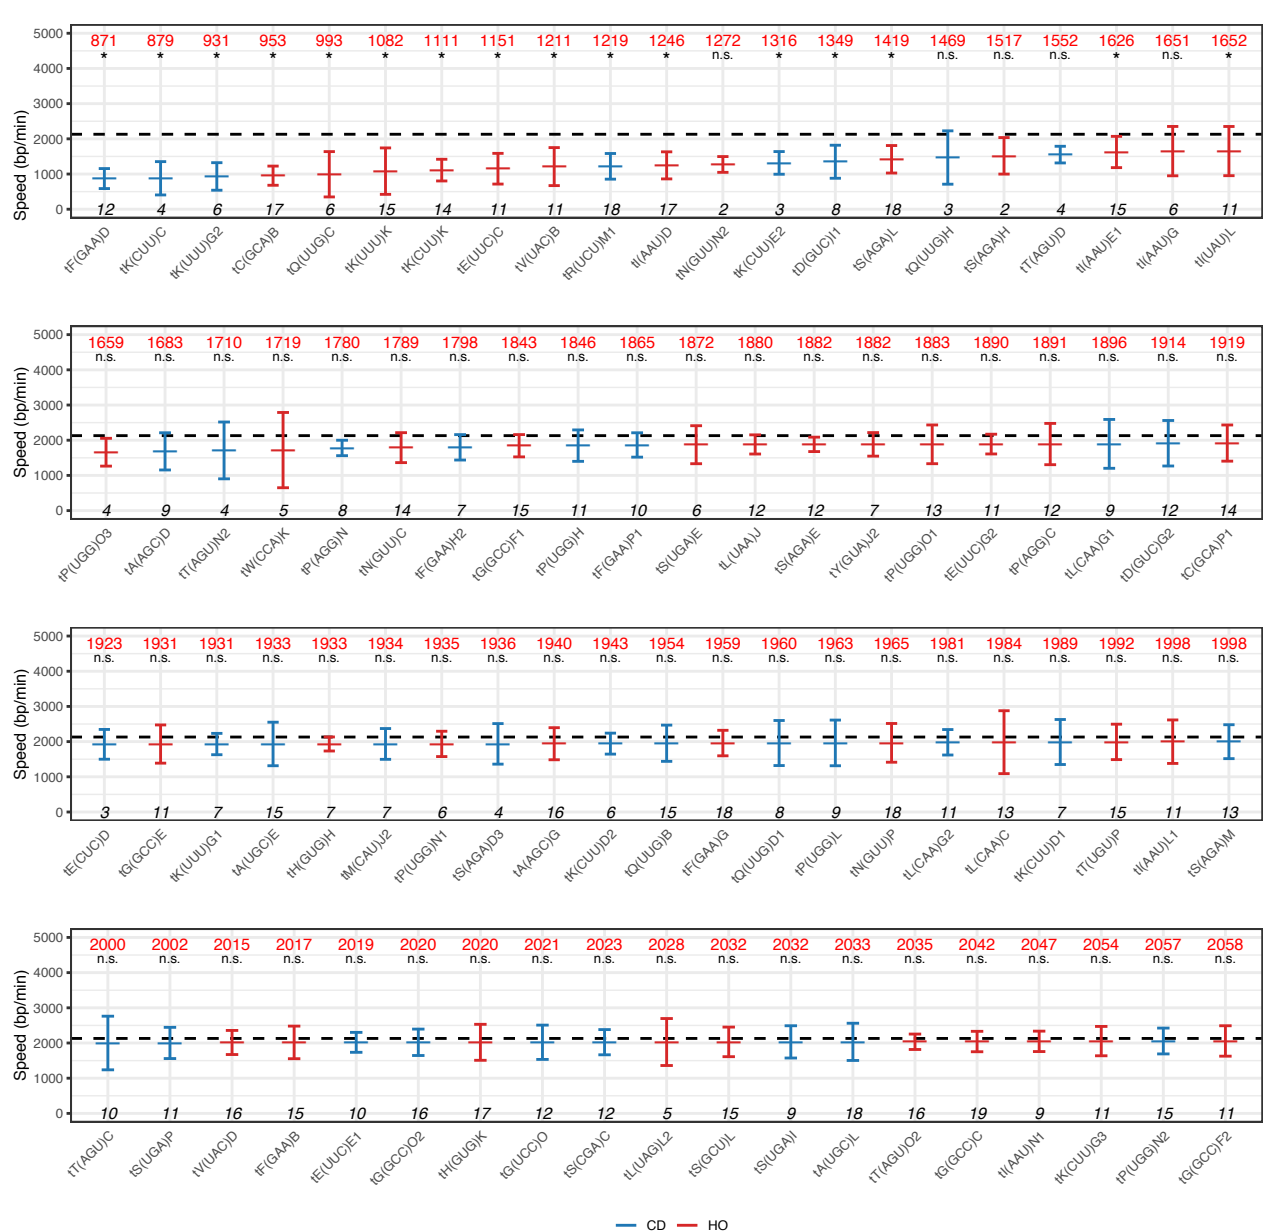 871 879 931 953 993 1082 1111 1151 1211 1219 1246 1272 1316 1349 1419 1469 1517 1552 1626 1651 1652
* * * * * * * * * * * n.s. * * * n.s. n.s. n.s. * n.s. *
Speed (bp/min)
5000
4000
3000
2000
1000
0
12 4 6 17 6 15 14 11 11 18 17 2 3 8 18 3 2 4 15 6 11
tF(GAA)D tK(CUU)C tK(UUU)G2 tC(GCA)B tQ(UUG)C tK(UUU)K tK(CUU)K tE(UUC)C tV(UAC)B tR(UCU)M1 tI(AAU)D tN(GUU)N2 tK(CUU)E2 tD(GUC)I1 tS(AGA)L tQ(UUG)H tS(AGA)H tT(AGU)D tI(AAU)E1 tI(AAU)G tI(UAU)L
1659 1683 1710 1719 1780 1789 1798 1843 1846 1865 1872 1880 1882 1882 1883 1890 1891 1896 1914 1919
n.s. n.s. n.s. n.s. n.s. n.s. n.s. n.s. n.s. n.s. n.s. n.s. n.s. n.s. n.s. n.s. n.s. n.s. n.s. n.s.
Speed (bp/min)
5000
4000
3000
2000
1000
0
4 9 4 5 8 14 7 15 11 10 6 12 12 7 13 11 12 9 12 14
tP(UGG)O3 tA(AGC)D tT(AGU)N2 tW(CCA)K tP(AGG)N tN(GUU)C tF(GAA)H2 tG(GCC)F1 tP(UGG)H tF(GAA)P1 tS(UGA)E tL(UAA)J tS(AGA)E tY(GUA)J2 tP(UGG)O1 tE(UUC)G2 tP(AGG)C tL(CAA)G1 tD(GUC)G2 tC(GCA)P1
1923 1931 1931 1933 1933 1934 1935 1936 1940 1943 1954 1959 1960 1963 1965 1981 1984 1989 1992 1998 1998
n.s. n.s. n.s. n.s. n.s. n.s. n.s. n.s. n.s. n.s. n.s. n.s. n.s. n.s. n.s. n.s. n.s. n.s. n.s. n.s. n.s.
Speed (bp/min)
5000
4000
3000
2000
1000
0
3 11 7 15 7 7 6 4 16 6 15 18 8 9 18 11 13 7 15 11 13
tE(CUC)D tG(GCC)E tK(UUU)G1 tA(UGC)E tH(GUG)H tM(CAU)J2 tP(UGG)N1 tS(AGA)D3 tA(AGC)G tK(CUU)D2 tQ(UUG)B tF(GAA)G tQ(UUG)D1 tP(UGG)L tN(GUU)P tL(CAA)G2 tL(CAA)C tK(CUU)D1 tT(UGU)P tI(AAU)L1 tS(AGA)M
2000 2002 2015 2017 2019 2020 2020 2021 2023 2028 2032 2032 2033 2035 2042 2047 2054 2057 2058
n.s. n.s. n.s. n.s. n.s. n.s. n.s. n.s. n.s. n.s. n.s. n.s. n.s. n.s. n.s. n.s. n.s. n.s. n.s.
Speed (bp/min)
5000
4000
3000
2000
1000
0
10 11 16 15 10 16 17 12 12 5 15 9 18 16 19 9 11 15 11
tT(AGU)C tS(UGA)P tV(UAC)D tF(GAA)B tE(UUC)E1 tG(GCC)O2 tH(GUG)K tG(UCC)O tS(CGA)C tL(UAG)L2 tS(GCU)L tS(UGA)I tA(UGC)L tT(AGU)O2 tG(GCC)C tI(AAU)N1 tK(CUU)G3 tP(UGG)N2 tG(GCC)F2
CD HO